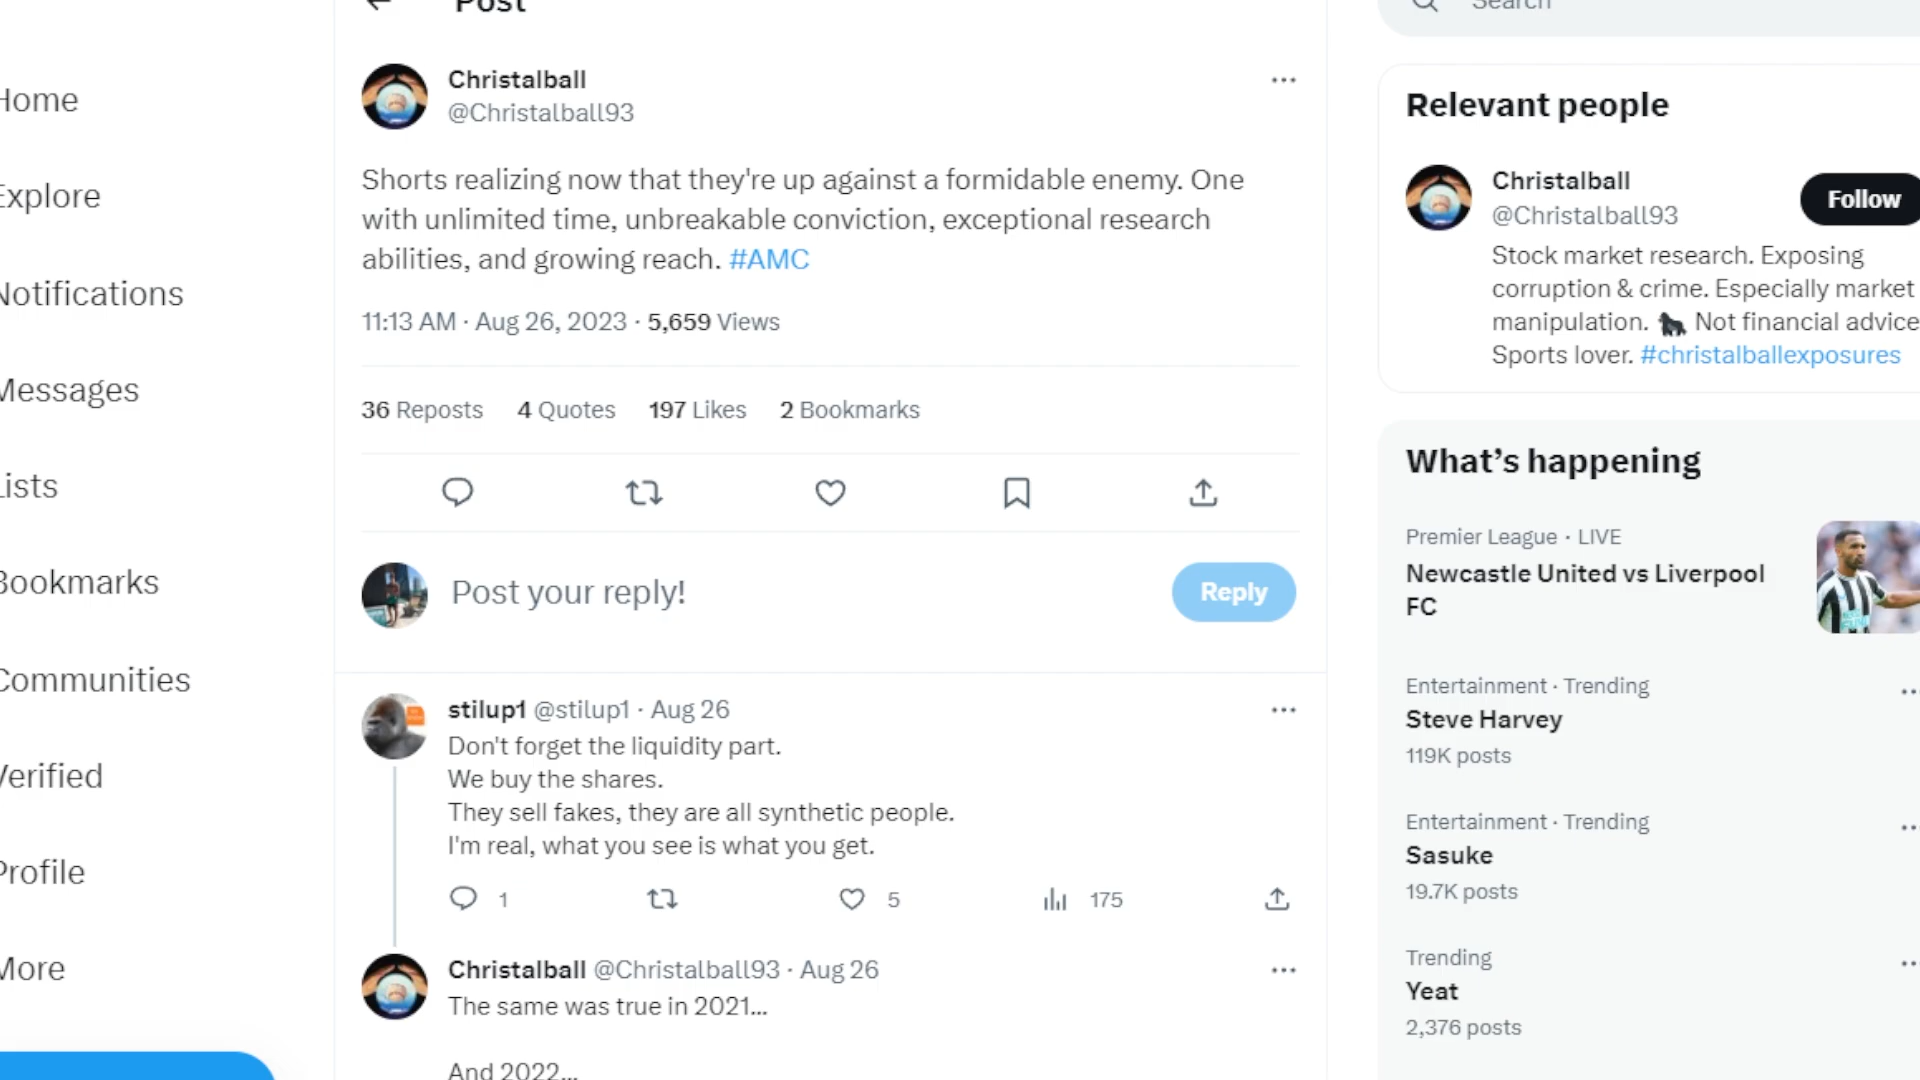 Post
Search
Home
Explore
Notifications
Messages
Lists
Bookmarks
Communities
Verified
Profile
More
Christalball
@Christalball93
Shorts realizing now that they're up against a formidable enemy. One
with unlimited time, unbreakable conviction, exceptional research
abilities, and growing reach. #AMC
11:13 AM · Aug 26, 2023 · 5,659 Views
36 Reposts 4 Quotes 197 Likes 2 Bookmarks
Post your reply!
Reply
stilup1 @stilup1 · Aug 26
Don't forget the liquidity part.
We buy the shares.
They sell fakes, they are all synthetic people.
I'm real, what you see is what you get.
1 5 175
Christalball @Christalball93 · Aug 26
The same was true in 2021...
And 2022...
Relevant people
Christalball
@Christalball93
Follow
Stock market research. Exposing
corruption & crime. Especially market
manipulation. 🦍 Not financial advice
Sports lover. #christalballexposures
What's happening
Premier League · LIVE
Newcastle United vs Liverpool
FC
Entertainment · Trending
Steve Harvey
119K posts
Entertainment · Trending
Sasuke
19.7K posts
Trending
Yeat
2,376 posts